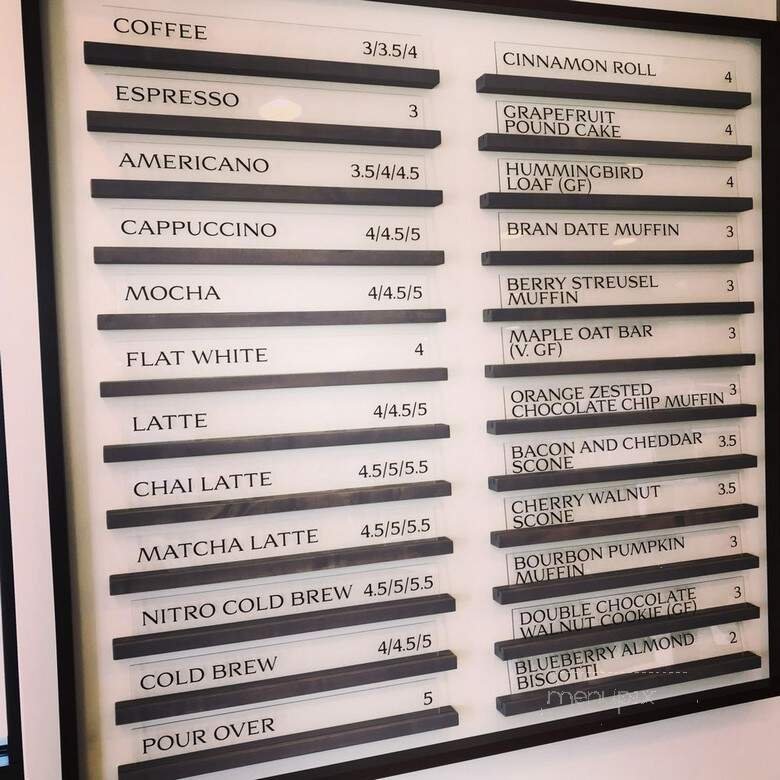 COFFEE 3/3.5/4
ESPRESSO 3
AMERICANO 3.5/4/4.5
CAPPUCCINO 4/4.5/5
MOCHA 4/4.5/5
FLAT WHITE 4
LATTE 4/4.5/5
CHAI LATTE 4.5/5/5.5
MATCHA LATTE 4.5/5/5.5
NITRO COLD BREW 4.5/5/5.5
COLD BREW 4/4.5/5
POUR OVER 5
CINNAMON ROLL 4
GRAPEFRUIT
POUND CAKE 4
HUMMINGBIRD
LOAF (GF) 4
BRAN DATE MUFFIN 3
BERRY STREUSEL
MUFFIN 3
MAPLE OAT BAR 3
(V. GF)
ORANGE ZESTED 3
CHOCOLATE CHIP MUFFIN
BACON AND CHEDDAR 3.5
SCONE
CHERRY WALNUT 3.5
SCONE
BOURBON PUMPKIN 3
MUFFIN
DOUBLE CHOCOLATE 3
WALNUT COOKIE (GF)
BLUEBERRY ALMOND 2
BISCOTTI
menupix